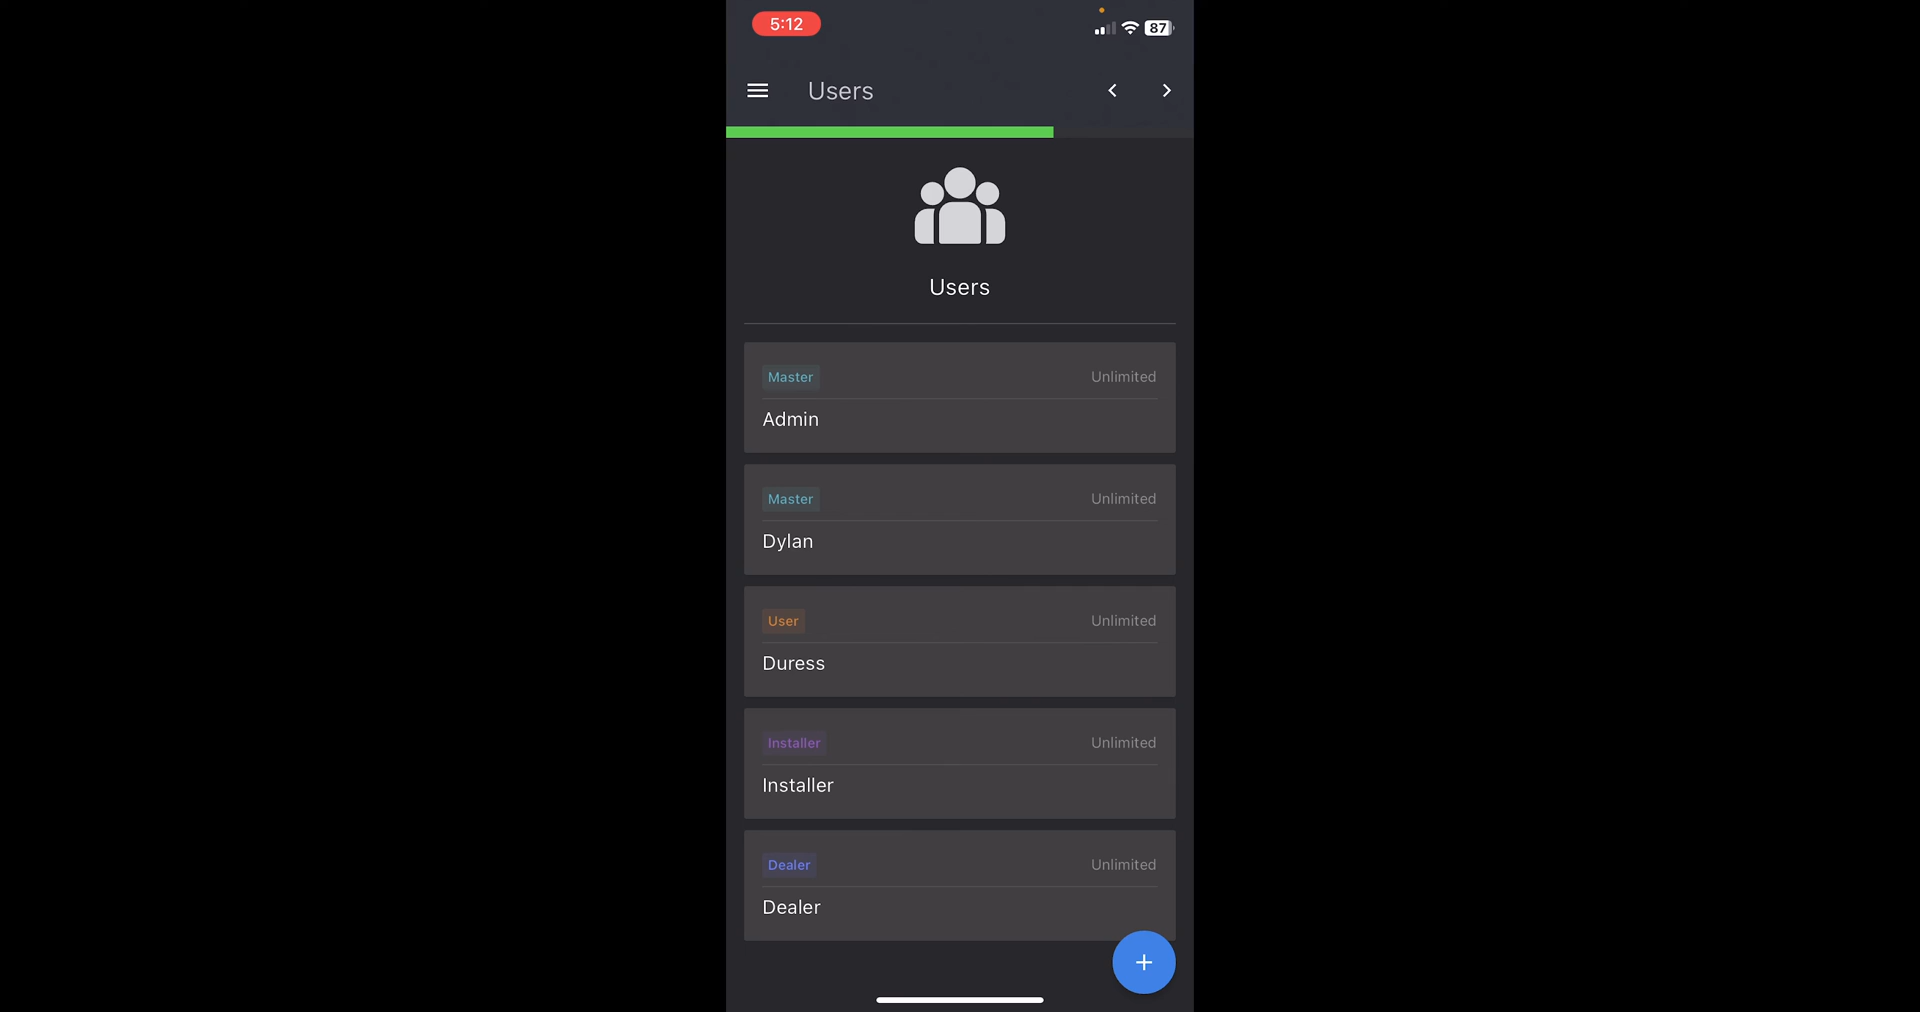 5:12
87
Users
Users
Master
Unlimited
Admin
Master
Unlimited
Dylan
User
Unlimited
Duress
Installer
Unlimited
Installer
Dealer
Unlimited
Dealer